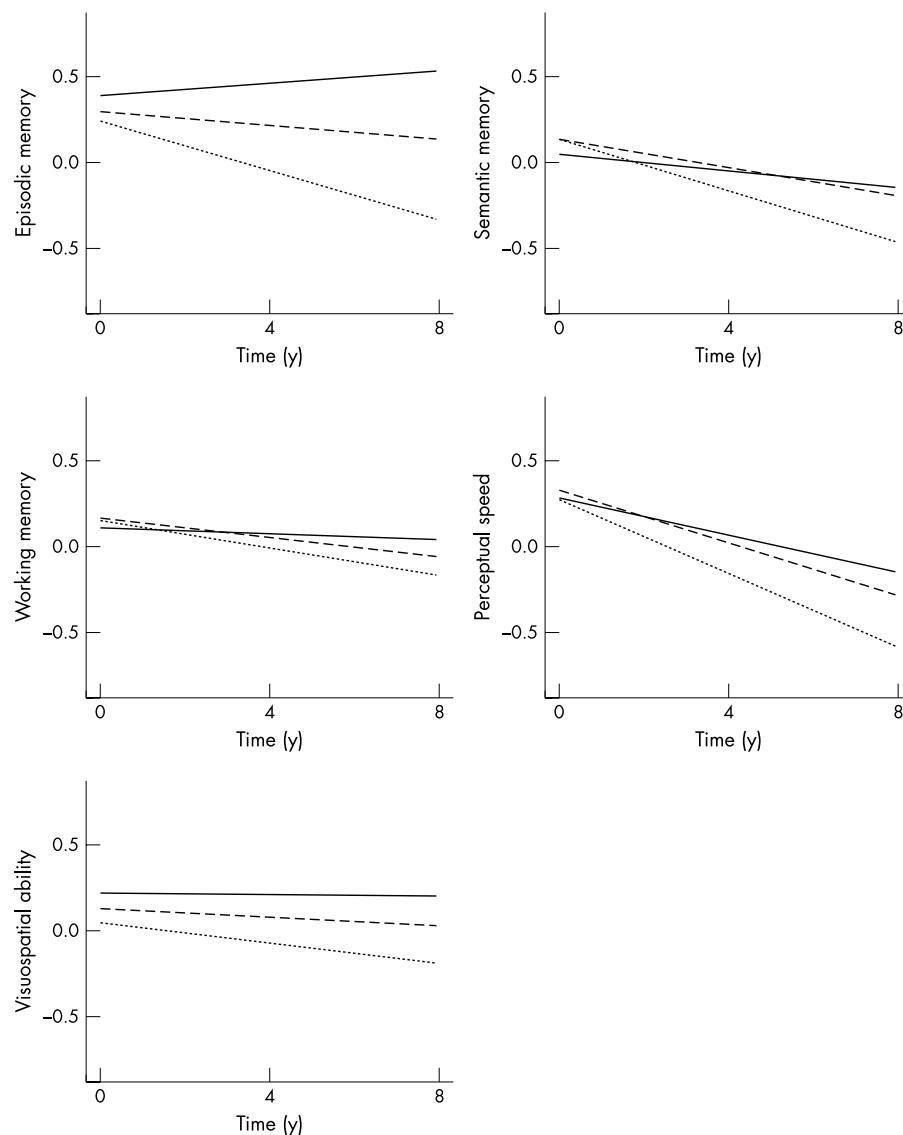 Episodic memory
0.5
0.0
−0.5
0 4 8
Time (y)
Semantic memory
0.5
0.0
−0.5
0 4 8
Time (y)
Working memory
0.5
0.0
−0.5
0 4 8
Time (y)
Perceptual speed
0.5
0.0
−0.5
0 4 8
Time (y)
Visuospatial ability
0.5
0.0
−0.5
0 4 8
Time (y)